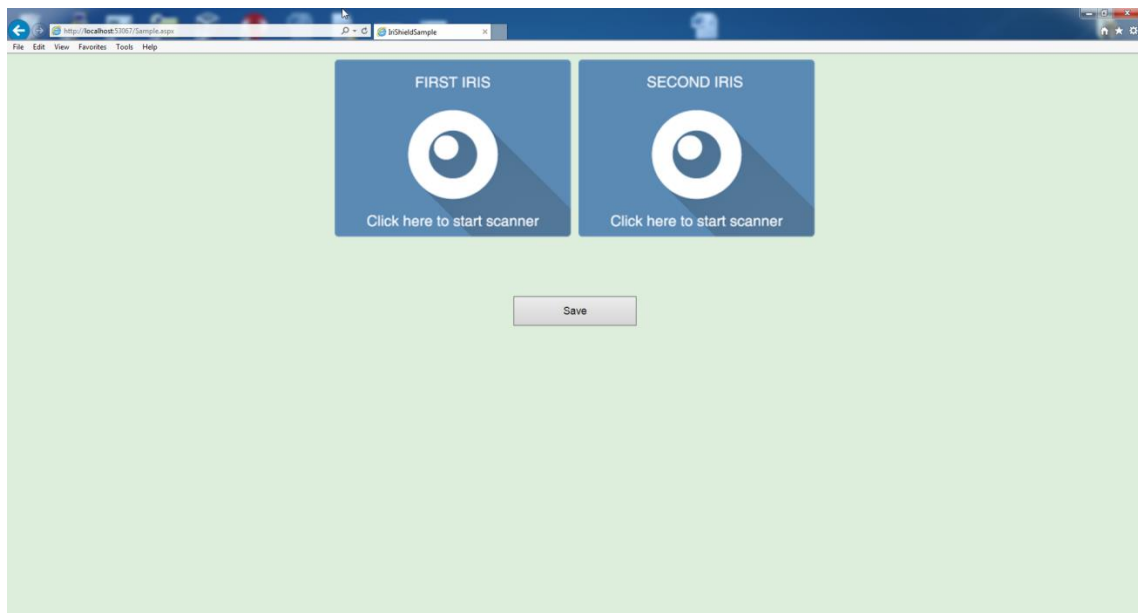 http://localhost:53067/Sample.aspx
IriShieldSample
File Edit View Favorites Tools Help
FIRST IRIS
SECOND IRIS
Click here to start scanner
Click here to start scanner
Save